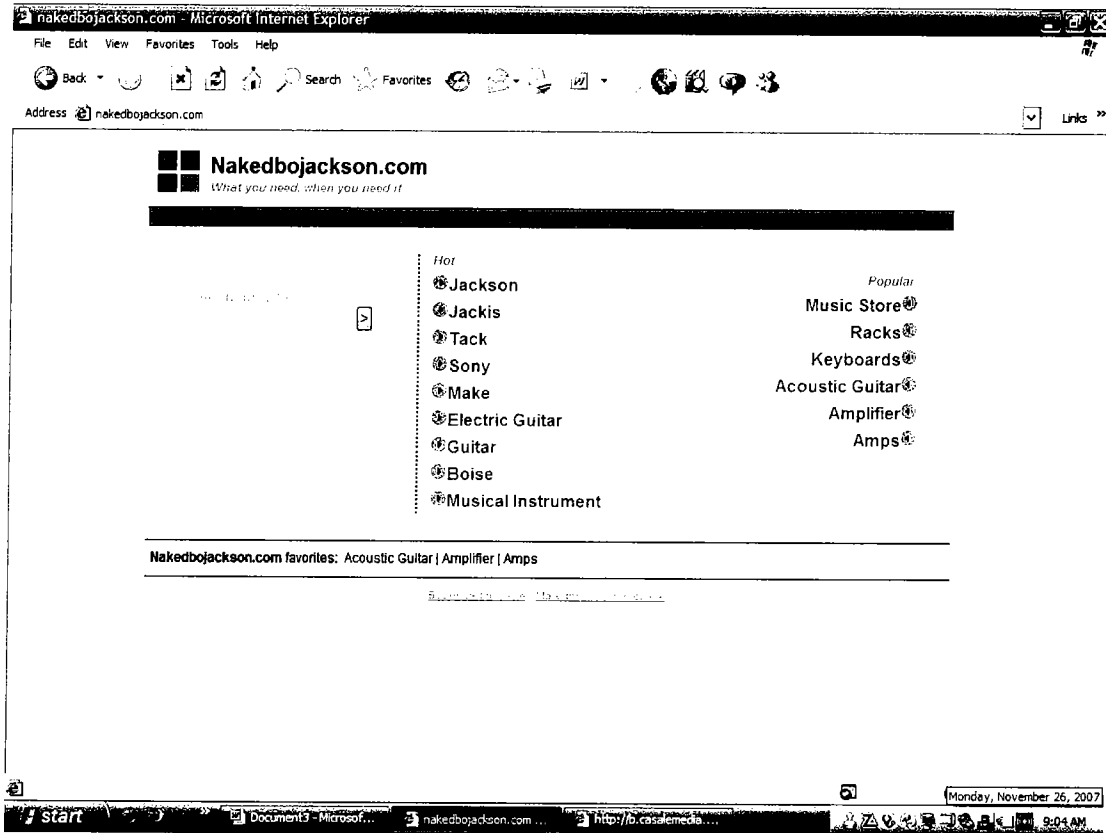 nakedbojackson.com - Microsoft Internet Explorer
File Edit View Favorites Tools Help
Back Search Favorites
Address nakedbojackson.com Links »
Nakedbojackson.com
What you need, when you need it
Hot
Jackson
Jackis
Tack
Sony
Make
Electric Guitar
Guitar
Boise
Musical Instrument
>
Popular
Music Store
Racks
Keyboards
Acoustic Guitar
Amplifier
Amps
Nakedbojackson.com favorites: Acoustic Guitar | Amplifier | Amps
Monday, November 26, 2007
start » Document3 - Microsof... nakedbojackson.com ... http://b.casalemedia.... 9:04 AM